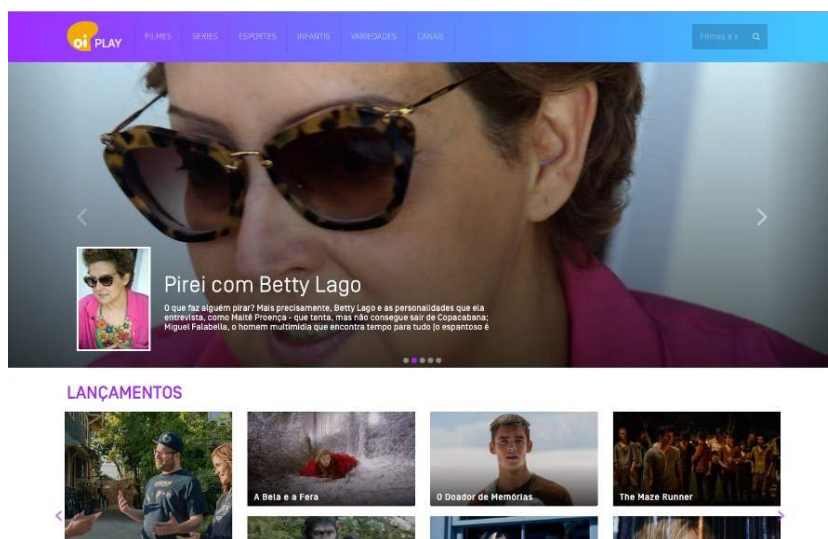 oi PLAY
FILMES SERIES ESPORTES INFANTIS VARIEDADES CANAIS
Filmes e s
Pirei com Betty Lago
O que faz alguém pirar? Mais precisamente, Betty Lago e as personalidades que ela
entrevista, como Maitê Proença - que tenta, mas não consegue sair de Copacabana;
Miguel Falabella, o homem multimídia que encontra tempo para tudo (o espantoso é
LANÇAMENTOS
A Bela e a Fera
O Doador de Memórias
The Maze Runner